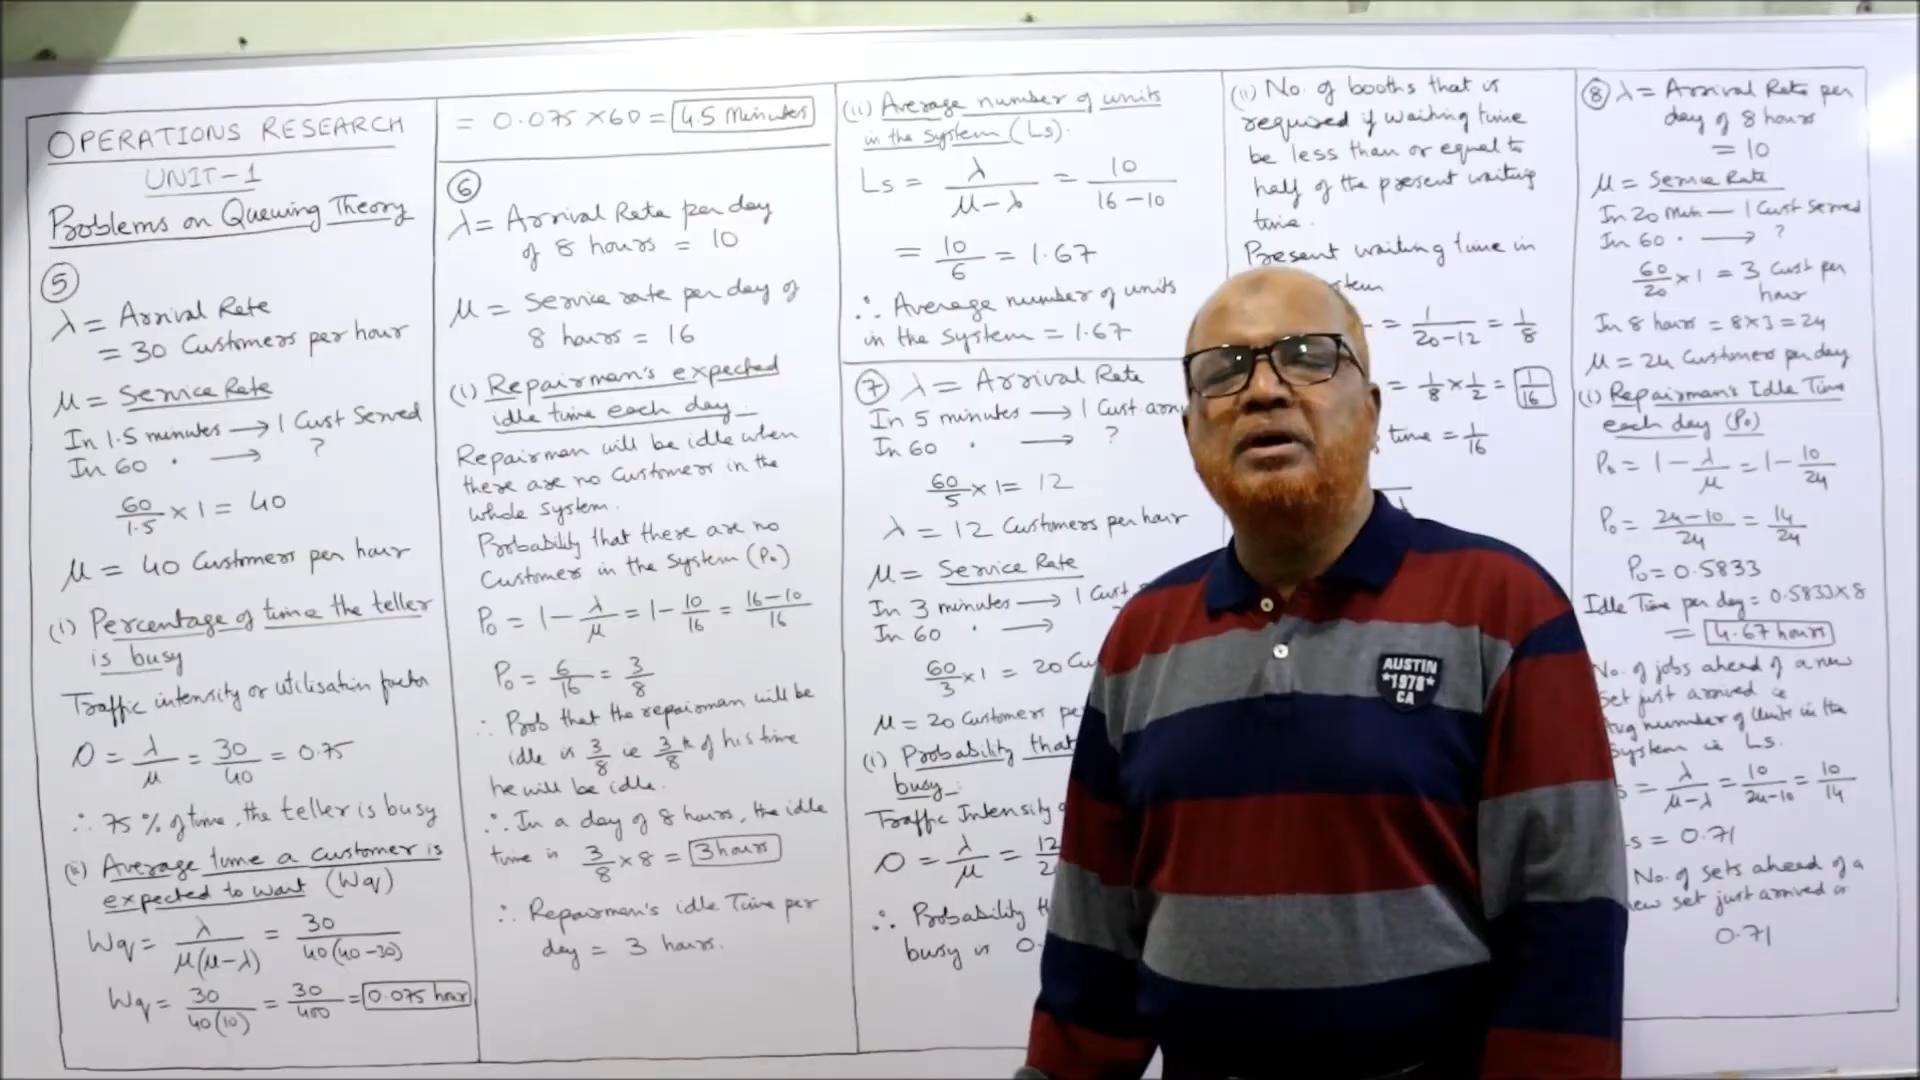 OPERATIONS RESEARCH
UNIT-1
Problems on Queuing Theory
⑤
λ = Arrival Rate
= 30 Customers per hour
μ = Service Rate
In 1.5 minutes → 1 Cust Served
In 60 " → ?
60/1.5 × 1 = 40
μ = 40 Customers per hour
(i) Percentage of time the teller
is busy
Traffic intensity or utilisation factor
ρ = λ/μ = 30/40 = 0.75
∴ 75% of time, the teller is busy
(ii) Average time a customer is
expected to wait (Wq)
Wq = λ/μ(μ-λ) = 30/40(40-30)
Wq = 30/40(10) = 30/400 = 0.075 hour
= 0.075 × 60 = 4.5 Minutes
⑥
λ = Arrival Rate per day
of 8 hours = 10
μ = Service rate per day of
8 hours = 16
(i) Repairman's expected
idle time each day
Repairman will be idle when
there are no Customers in the
whole System.
Probability that there are no
Customers in the System (P₀)
P₀ = 1 - λ/μ = 1 - 10/16 = 16-10/16
P₀ = 6/16 = 3/8
∴ Prob that the repairman will be
idle is 3/8 ie 3/8th of his time
he will be idle.
∴ In a day of 8 hours, the idle
time is 3/8 × 8 = 3 hours
∴ Repairman's idle Time per
day = 3 hours.
(ii) Average number of units
in the System (Ls).
Ls = λ/μ-λ = 10/16-10
= 10/6 = 1.67
∴ Average number of units
in the System = 1.67
⑦ λ = Arrival Rate
In 5 minutes → 1 Cust
In 60 " → ?
60/5 × 1 = 12
λ = 12 Customers per hour
μ = Service Rate
In 3 minutes → 1 Cust
In 60 " →
60/3 × 1 = 20
μ = 20 Customers
(i) Probability that
busy
Traffic Intensity
ρ = λ/μ =
∴ Probability
busy is
(ii) No. of booths that is
required if waiting time
be less than or equal to
half of the present waiting
time.
Present waiting time in
= 1/20-12 = 1/8
= 1/8 × 1/2 = 1/16
time = 1/16
⑧ λ = Arrival Rate per
day of 8 hours
= 10
μ = Service Rate
In 20 Min — 1 Cust Served
In 60 " → ?
60/20 × 1 = 3 Cust per
hour
In 8 hours = 8×3 = 24
μ = 24 Customers per day
(i) Repairman's Idle Time
each day (P₀)
P₀ = 1 - λ/μ = 1 - 10/24
P₀ = 24-10/24 = 14/24
P₀ = 0.5833
Idle Time per day = 0.5833×8
= 4.67 hours
No. of jobs ahead of a new
set just arrived ie
Avg number of Units in the
System ie Ls.
= λ/μ-λ = 10/24-10 = 10/14
= 0.71
No. of sets ahead of a
new set just arrived is
0.71
AUSTIN
*1978*
CA